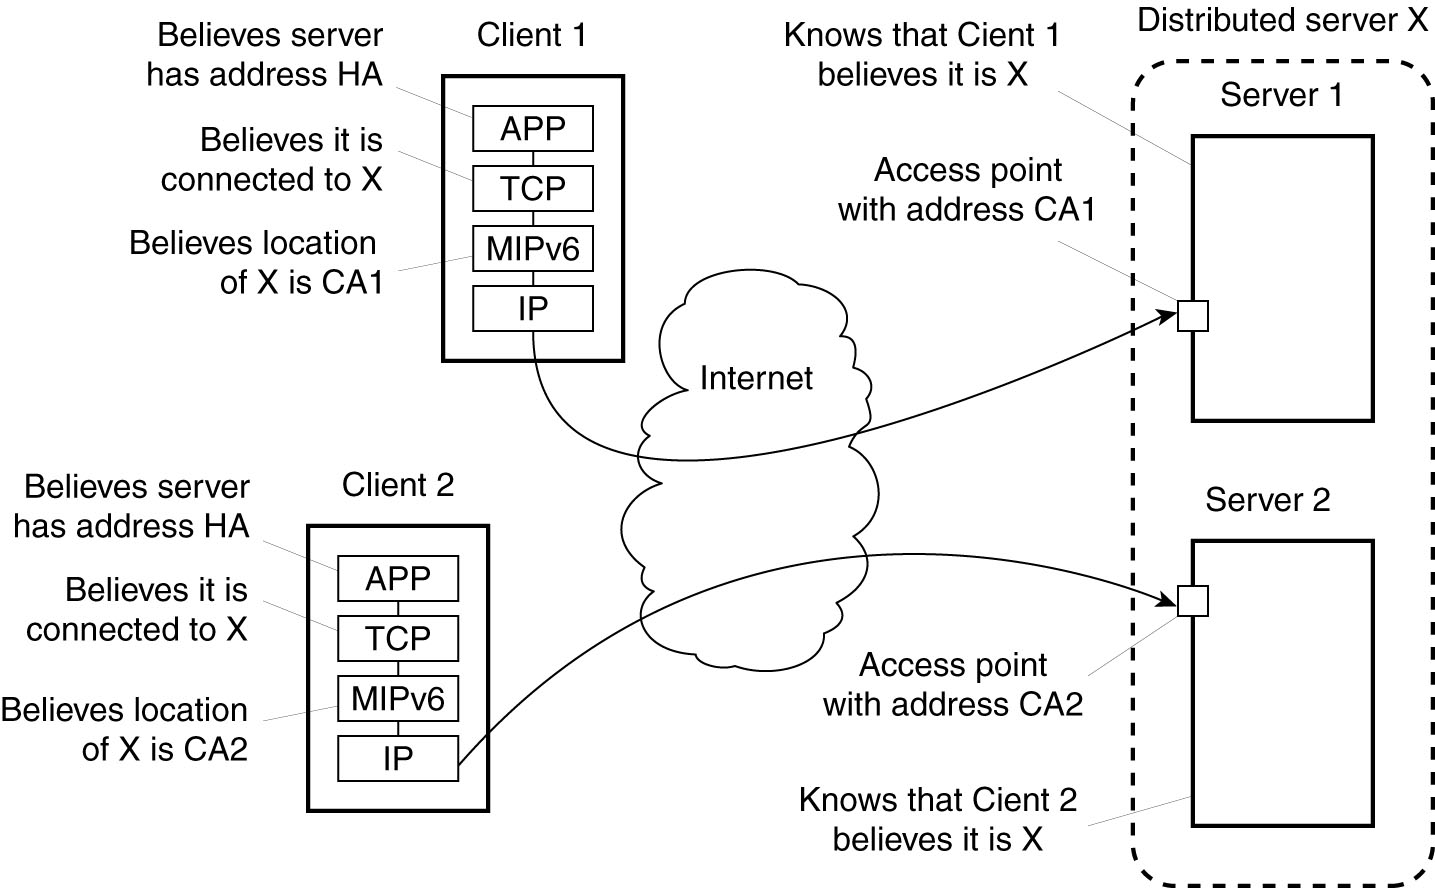 Believes server
has address HA
Client 1
Knows that Cient 1
believes it is X
Distributed server X
Server 1
APP
Believes it is
connected to X
TCP
Access point
with address CA1
Believes location
of X is CA1
MIPv6
IP
Internet
Believes server
has address HA
Client 2
Server 2
APP
Believes it is
connected to X
TCP
Access point
with address CA2
Believes location
of X is CA2
MIPv6
IP
Knows that Cient 2
believes it is X